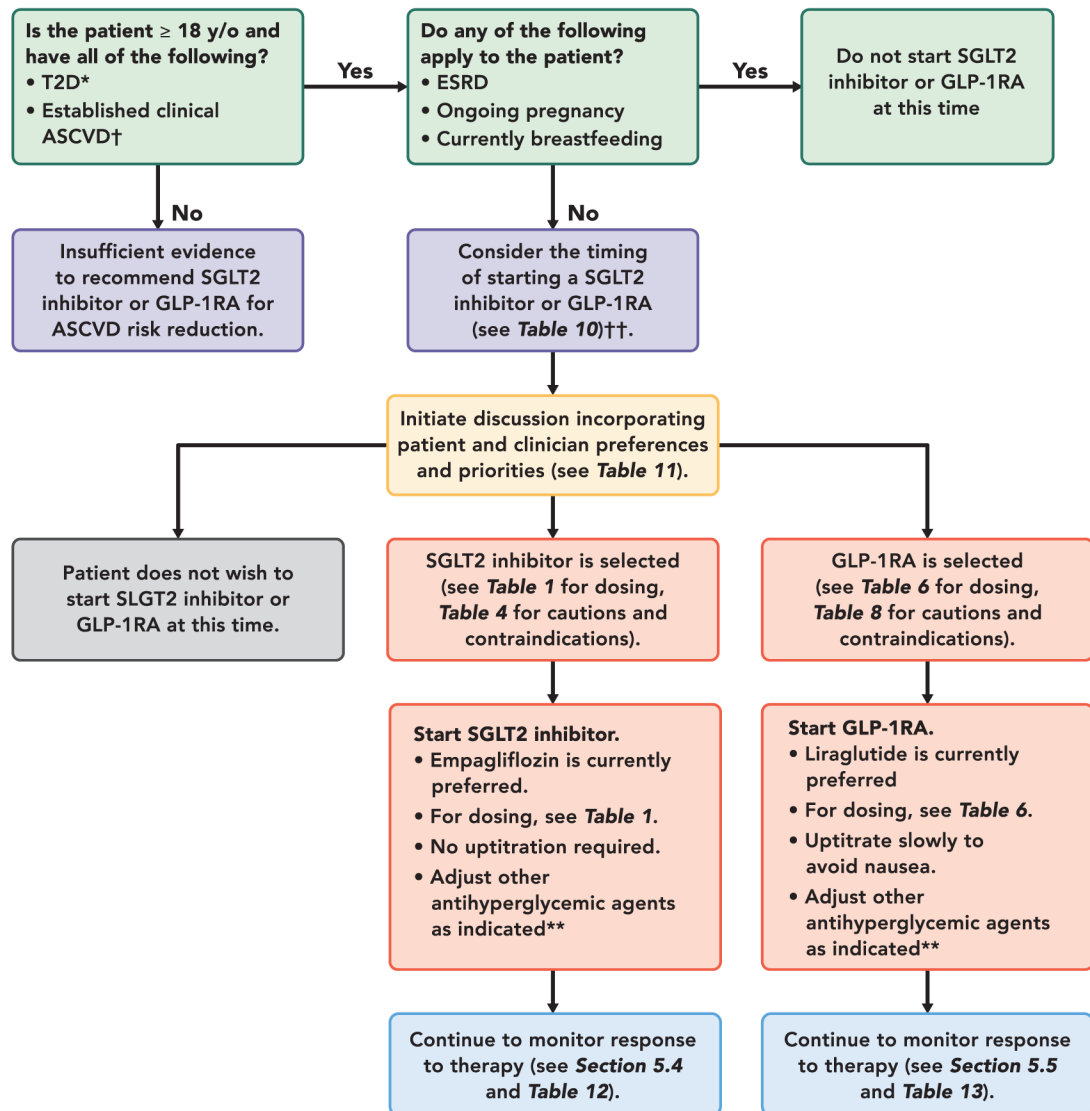 Is the patient ≥ 18 y/o and
have all of the following?
• T2D*
• Established clinical
ASCVD†
Yes
Do any of the following
apply to the patient?
• ESRD
• Ongoing pregnancy
• Currently breastfeeding
Yes
Do not start SGLT2
inhibitor or GLP-1RA
at this time
No
No
Insufficient evidence
to recommend SGLT2
inhibitor or GLP-1RA for
ASCVD risk reduction.
Consider the timing
of starting a SGLT2
inhibitor or GLP-1RA
(see Table 10)††.
Initiate discussion incorporating
patient and clinician preferences
and priorities (see Table 11).
Patient does not wish to
start SLGT2 inhibitor or
GLP-1RA at this time.
SGLT2 inhibitor is selected
(see Table 1 for dosing,
Table 4 for cautions and
contraindications).
GLP-1RA is selected
(see Table 6 for dosing,
Table 8 for cautions and
contraindications).
Start SGLT2 inhibitor.
• Empagliflozin is currently
preferred.
• For dosing, see Table 1.
• No uptitration required.
• Adjust other
antihyperglycemic agents
as indicated**
Start GLP-1RA.
• Liraglutide is currently
preferred
• For dosing, see Table 6.
• Uptitrate slowly to
avoid nausea.
• Adjust other
antihyperglycemic agents
as indicated**
Continue to monitor response
to therapy (see Section 5.4
and Table 12).
Continue to monitor response
to therapy (see Section 5.5
and Table 13).